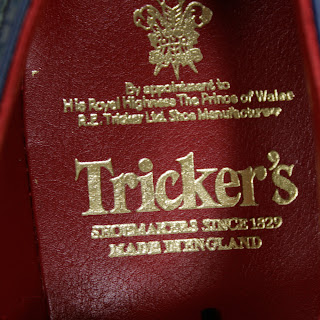 By appointment to
His Royal Highness The Prince of Wales
R.E. Tricker Ltd. Shoe Manufacturer
Tricker's
SHOEMAKERS SINCE 1829
MADE IN ENGLAND